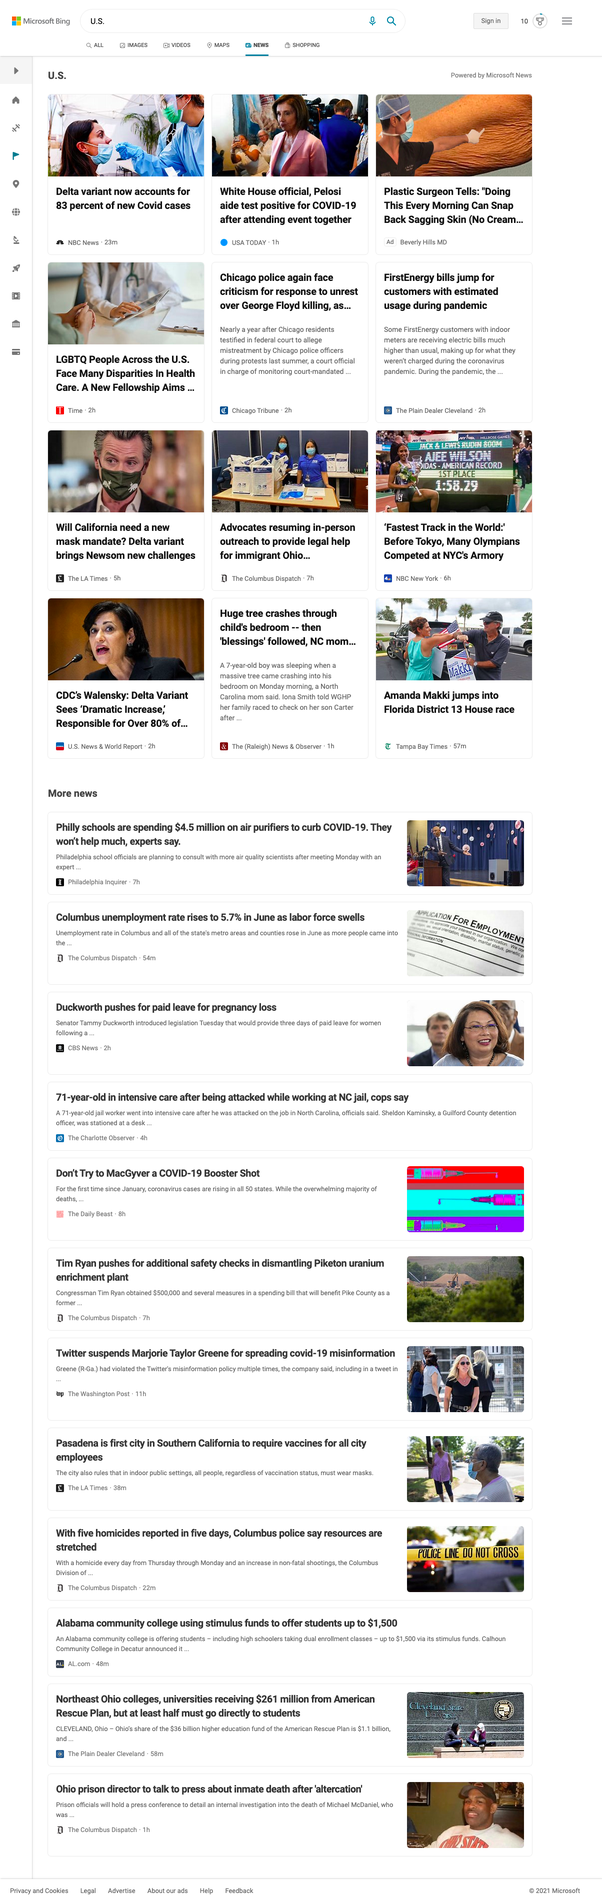 Microsoft Bing
U.S.
Sign in
10
ALL
IMAGES
VIDEOS
MAPS
NEWS
SHOPPING
U.S.
Powered by Microsoft News
Delta variant now accounts for
83 percent of new Covid cases
NBC News · 23m
White House official, Pelosi
aide test positive for COVID-19
after attending event together
USA TODAY · 1h
Plastic Surgeon Tells: "Doing
This Every Morning Can Snap
Back Sagging Skin (No Cream...
Ad Beverly Hills MD
LGBTQ People Across the U.S.
Face Many Disparities In Health
Care. A New Fellowship Aims ...
Time · 2h
Chicago police again face
criticism for response to unrest
over George Floyd killing, as...
Nearly a year after Chicago residents
testified in federal court to allege
mistreatment by Chicago police officers
during protests last summer, a court official
in charge of monitoring court-mandated ...
Chicago Tribune · 2h
FirstEnergy bills jump for
customers with estimated
usage during pandemic
Some FirstEnergy customers with indoor
meters are receiving electric bills much
higher than usual, making up for what they
weren't charged during the coronavirus
pandemic. During the pandemic, the ...
The Plain Dealer Cleveland · 2h
Will California need a new
mask mandate? Delta variant
brings Newsom new challenges
The LA Times · 5h
Advocates resuming in-person
outreach to provide legal help
for immigrant Ohio...
The Columbus Dispatch · 7h
JACK & LEWIS RUDIN 800M
AJEE WILSON
ADIDAS - AMERICAN RECORD
1ST PLACE
1:58.29
'Fastest Track in the World:'
Before Tokyo, Many Olympians
Competed at NYC's Armory
NBC New York · 6h
CDC's Walensky: Delta Variant
Sees 'Dramatic Increase,'
Responsible for Over 80% of...
U.S. News & World Report · 2h
Huge tree crashes through
child's bedroom -- then
'blessings' followed, NC mom...
A 7-year-old boy was sleeping when a
massive tree came crashing into his
bedroom on Monday morning, a North
Carolina mom said. Iona Smith told WGHP
her family raced to check on her son Carter
after ...
The (Raleigh) News & Observer · 1h
Makki
Amanda Makki jumps into
Florida District 13 House race
Tampa Bay Times · 57m
More news
Philly schools are spending $4.5 million on air purifiers to curb COVID-19. They
won't help much, experts say.
Philadelphia school officials are planning to consult with more air quality scientists after meeting Monday with an
expert ...
Philadelphia Inquirer · 7h
Columbus unemployment rate rises to 5.7% in June as labor force swells
Unemployment rate in Columbus and all of the state's metro areas and counties rose in June as more people came into
the ...
The Columbus Dispatch · 54m
APPLICATION FOR EMPLOYMENT
Duckworth pushes for paid leave for pregnancy loss
Senator Tammy Duckworth introduced legislation Tuesday that would provide three days of paid leave for women
following a ...
CBS News · 2h
71-year-old in intensive care after being attacked while working at NC jail, cops say
A 71-year-old jail worker went into intensive care after he was attacked on the job in North Carolina, officials said. Sheldon Kaminsky, a Guilford County detention
officer, was stationed at a desk ...
The Charlotte Observer · 4h
Don't Try to MacGyver a COVID-19 Booster Shot
For the first time since January, coronavirus cases are rising in all 50 states. While the overwhelming majority of
deaths, ...
The Daily Beast · 8h
Tim Ryan pushes for additional safety checks in dismantling Piketon uranium
enrichment plant
Congressman Tim Ryan obtained $500,000 and several measures in a spending bill that will benefit Pike County as a
former ...
The Columbus Dispatch · 7h
Twitter suspends Marjorie Taylor Greene for spreading covid-19 misinformation
Greene (R-Ga.) had violated the Twitter's misinformation policy multiple times, the company said, including in a tweet in
...
The Washington Post · 11h
Pasadena is first city in Southern California to require vaccines for all city
employees
The city also rules that in indoor public settings, all people, regardless of vaccination status, must wear masks.
The LA Times · 38m
With five homicides reported in five days, Columbus police say resources are
stretched
With a homicide every day from Thursday through Monday and an increase in non-fatal shootings, the Columbus
Division of ...
The Columbus Dispatch · 22m
POLICE LINE DO NOT CROSS
Alabama community college using stimulus funds to offer students up to $1,500
An Alabama community college is offering students – including high schoolers taking dual enrollment classes – up to $1,500 via its stimulus funds. Calhoun
Community College in Decatur announced it ...
AL.com · 48m
Northeast Ohio colleges, universities receiving $261 million from American
Rescue Plan, but at least half must go directly to students
CLEVELAND, Ohio – Ohio's share of the $36 billion higher education fund of the American Rescue Plan is $1.1 billion,
and ...
The Plain Dealer Cleveland · 58m
Cleveland State
Ohio prison director to talk to press about inmate death after 'altercation'
Prison officials will hold a press conference to detail an internal investigation into the death of Michael McDaniel, who
was ...
The Columbus Dispatch · 1h
Privacy and Cookies
Legal
Advertise
About our ads
Help
Feedback
© 2021 Microsoft